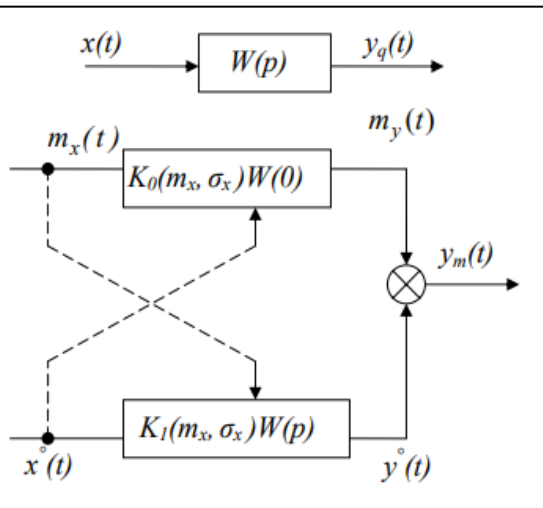 x(t) W(p) y_q(t)
m_y(t)
m_x(t)
K_0(m_x, σ_x)W(0)
y_m(t)
K_1(m_x, σ_x)W(p)
x°(t) y°(t)